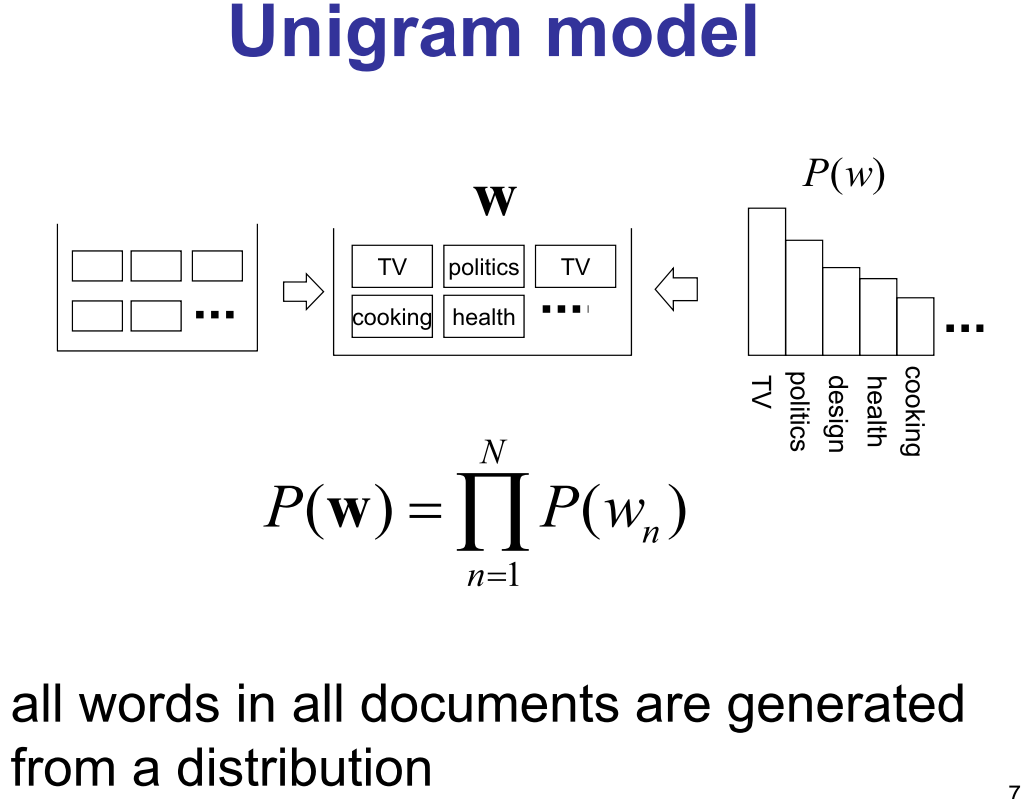 Unigram model
P(w)
w
TV politics TV
cooking health ...
...
...
TV
politics
design
health
cooking
P(w) = ∏_{n=1}^{N} P(w_n)
all words in all documents are generated
from a distribution
7